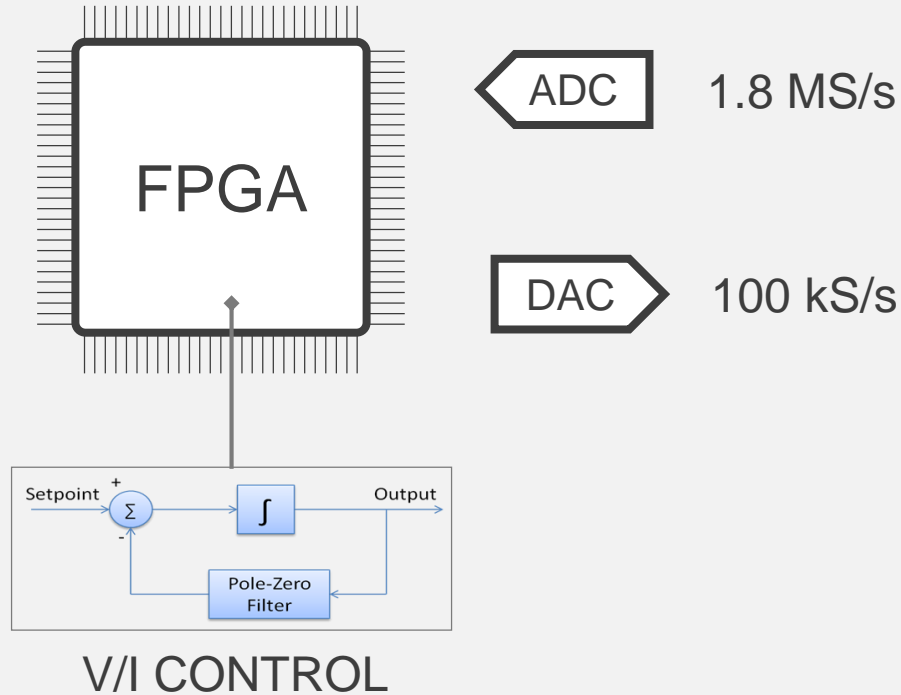 FPGA
ADC
1.8 MS/s
DAC
100 kS/s
Setpoint
+
Σ
-
∫
Output
Pole-Zero
Filter
V/I CONTROL